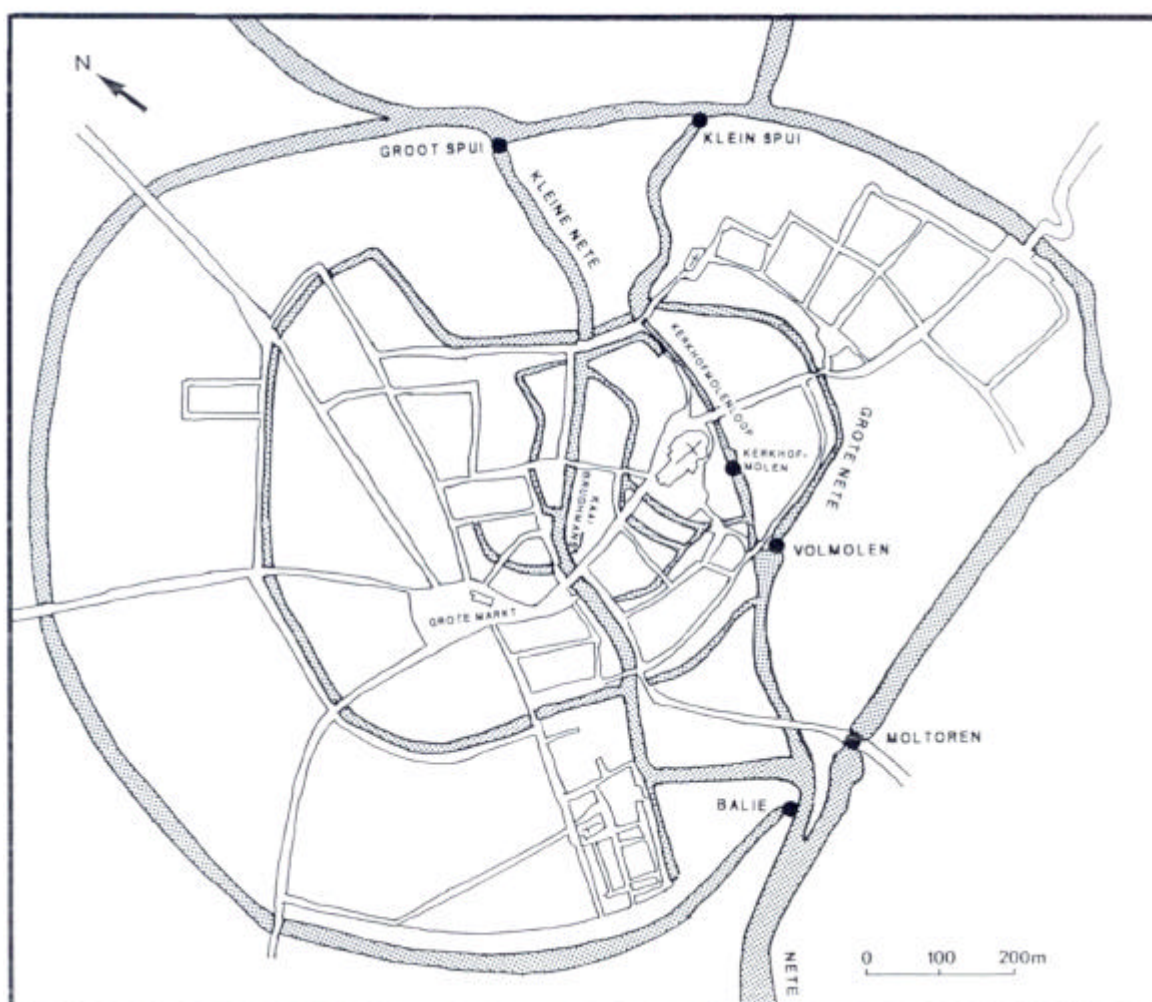 N
GROOT SPUI
KLEIN SPUI
KLEINE NETE
KERKHOFMOLENLOOP
GROTE NETE
KERKHOF-
MOLEN
KAAI
VOLMOLEN
GROTE MARKT
MOLTOREN
BALIE
NETE
0 100 200m